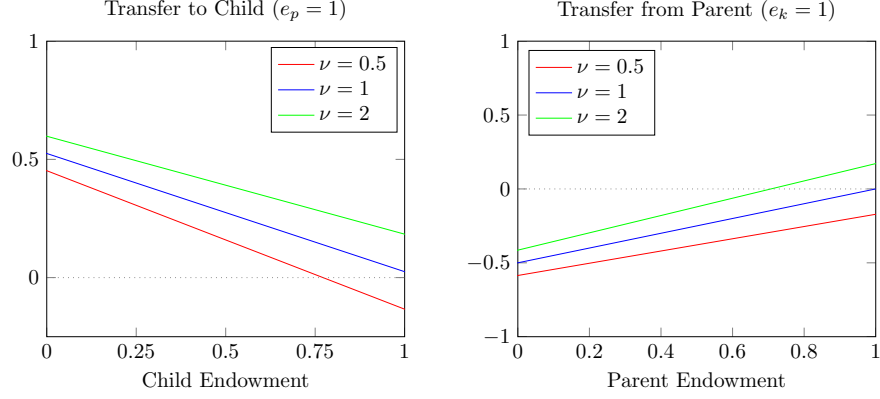 Transfer to Child (e_p = 1)
1
0.5
0
ν = 0.5
ν = 1
ν = 2
0
0.25
0.5
0.75
1
Child Endowment
Transfer from Parent (e_k = 1)
1
0.5
0
−0.5
−1
ν = 0.5
ν = 1
ν = 2
0
0.2
0.4
0.6
0.8
1
Parent Endowment